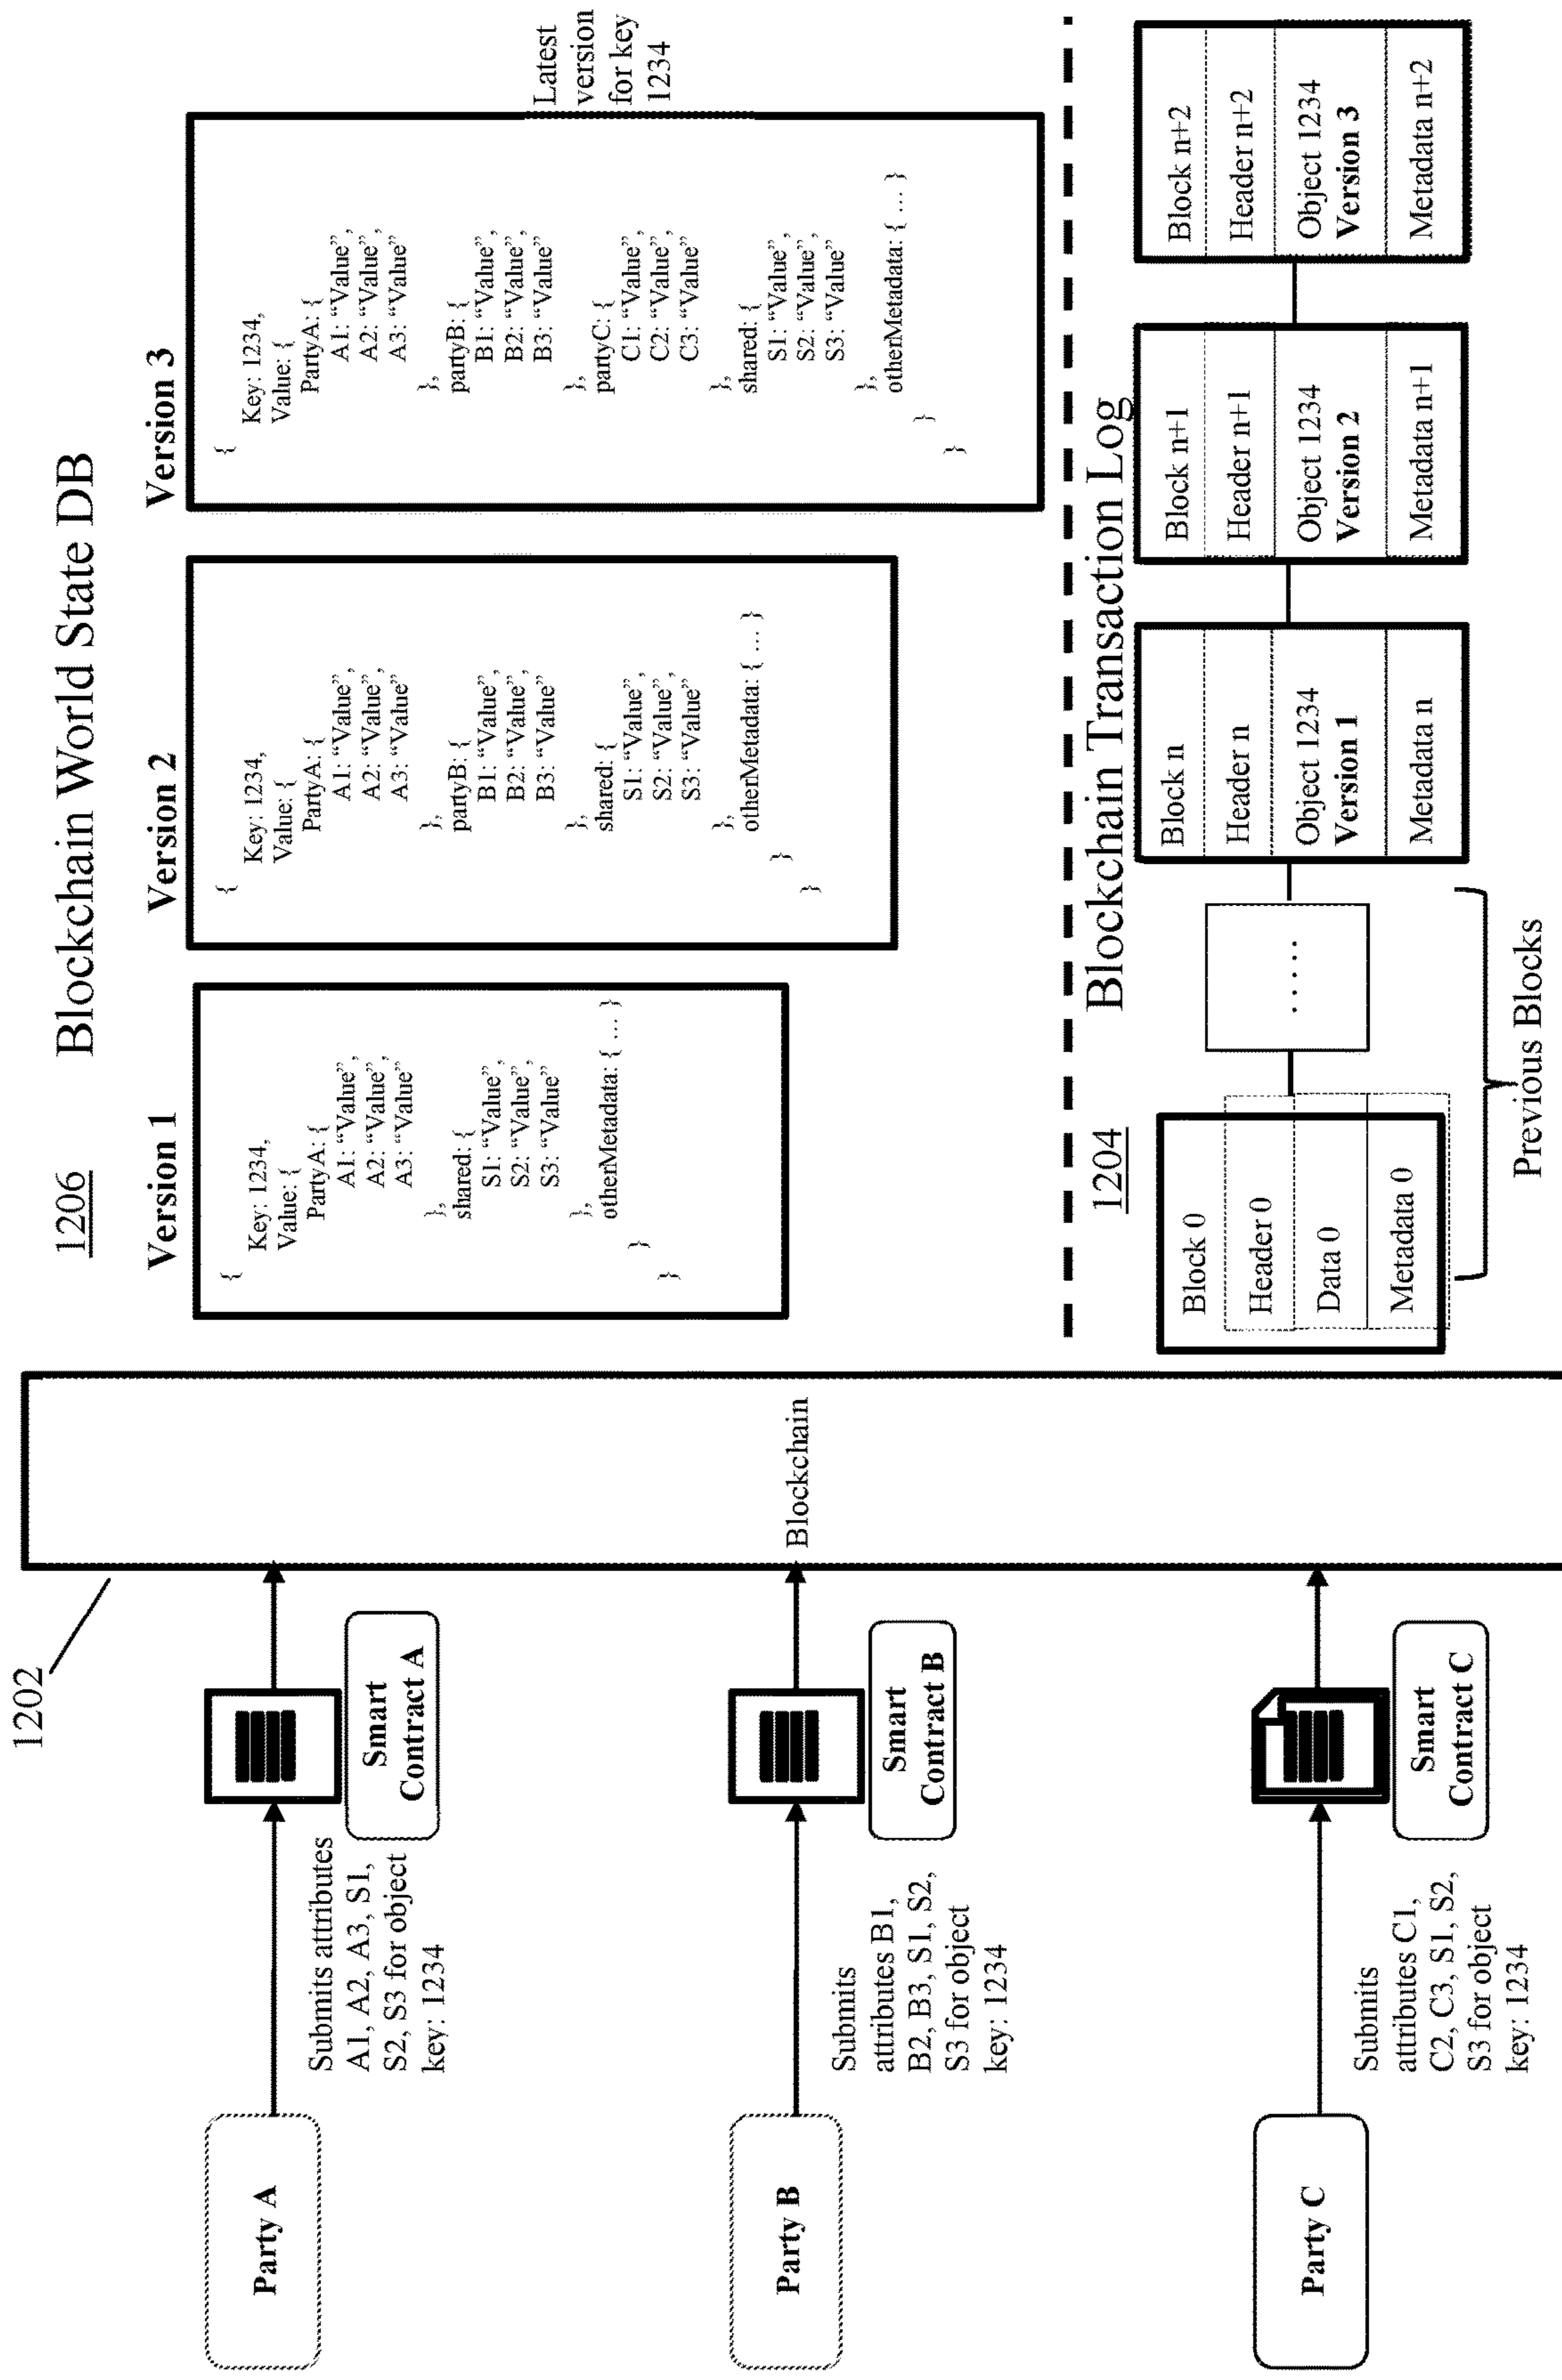 1202
Party A
Submits attributes
A1, A2, A3, S1,
S2, S3 for object
key: 1234
Smart
Contract A
Party B
Submits
attributes B1,
B2, B3, S1, S2,
S3 for object
key: 1234
Smart
Contract B
Party C
Submits
attributes C1,
C2, C3, S1, S2,
S3 for object
key: 1234
Smart
Contract C
Blockchain
1206
Blockchain World State DB
Version 1
{
Key: 1234,
Value: {
PartyA: {
A1: “Value”,
A2: “Value”,
A3: “Value”
},
shared: {
S1: “Value”,
S2: “Value”,
S3: “Value”
},
otherMetadata: { ... }
}
}
Version 2
{
Key: 1234,
Value: {
PartyA: {
A1: “Value”,
A2: “Value”,
A3: “Value”
},
partyB: {
B1: “Value”,
B2: “Value”,
B3: “Value”
},
shared: {
S1: “Value”,
S2: “Value”,
S3: “Value”
},
otherMetadata: { ... }
}
}
Version 3
{
Key: 1234,
Value: {
PartyA: {
A1: “Value”,
A2: “Value”,
A3: “Value”
},
partyB: {
B1: “Value”,
B2: “Value”,
B3: “Value”
},
partyC: {
C1: “Value”,
C2: “Value”,
C3: “Value”
},
shared: {
S1: “Value”,
S2: “Value”,
S3: “Value”
},
otherMetadata: { ... }
}
}
Latest
version
for key
1234
1204
Blockchain Transaction Log
Block 0
Header 0
Data 0
Metadata 0
.....
Previous Blocks
Block n
Header n
Object 1234
Version 1
Metadata n
Block n+1
Header n+1
Object 1234
Version 2
Metadata n+1
Block n+2
Header n+2
Object 1234
Version 3
Metadata n+2